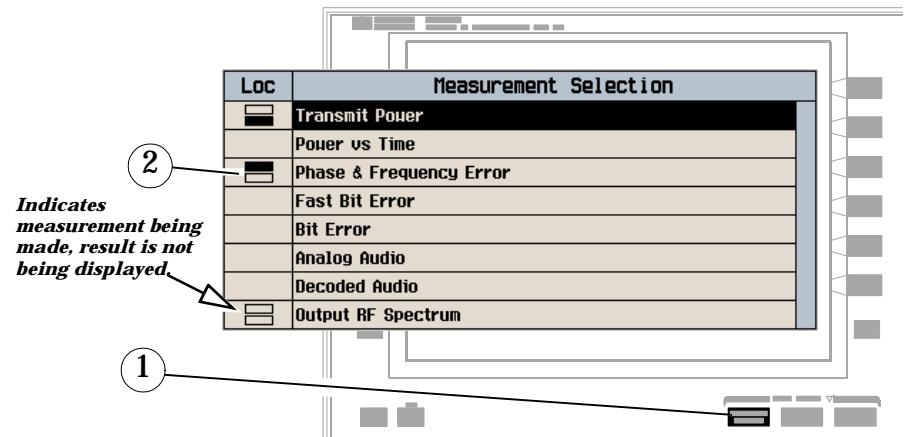 Loc Measurement Selection
Transmit Power
Power vs Time
2
Phase & Frequency Error
Fast Bit Error
Bit Error
Analog Audio
Decoded Audio
Output RF Spectrum
Indicates
measurement being
made, result is not
being displayed.
1